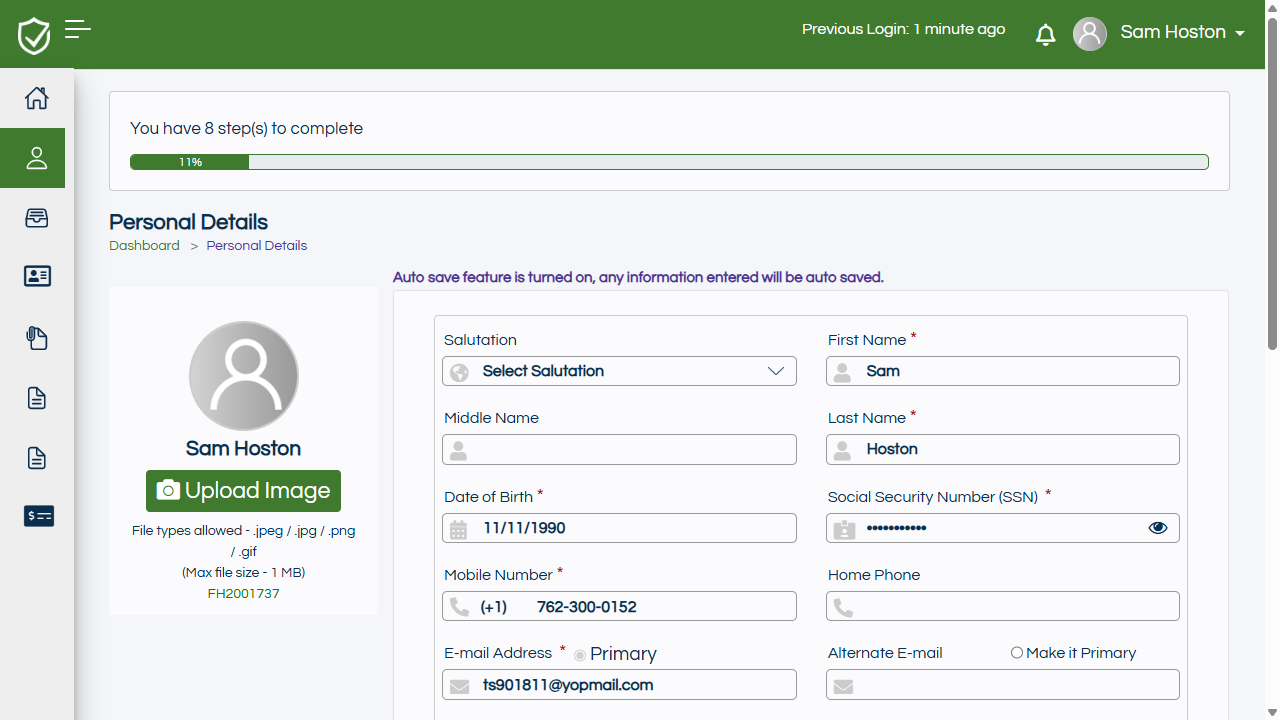 Previous Login: 1 minute ago
Sam Hoston
You have 8 step(s) to complete
11%
Personal Details
Dashboard > Personal Details
Auto save feature is turned on, any information entered will be auto saved.
Sam Hoston
Upload Image
File types allowed - .jpeg / .jpg / .png
/ .gif
(Max file size - 1 MB)
FH2001737
Salutation
Select Salutation
First Name *
Sam
Middle Name
Last Name *
Hoston
Date of Birth *
11/11/1990
Social Security Number (SSN) *
•••••••••••
Mobile Number *
(+1) 762-300-0152
Home Phone
E-mail Address * Primary
ts901811@yopmail.com
Alternate E-mail Make it Primary